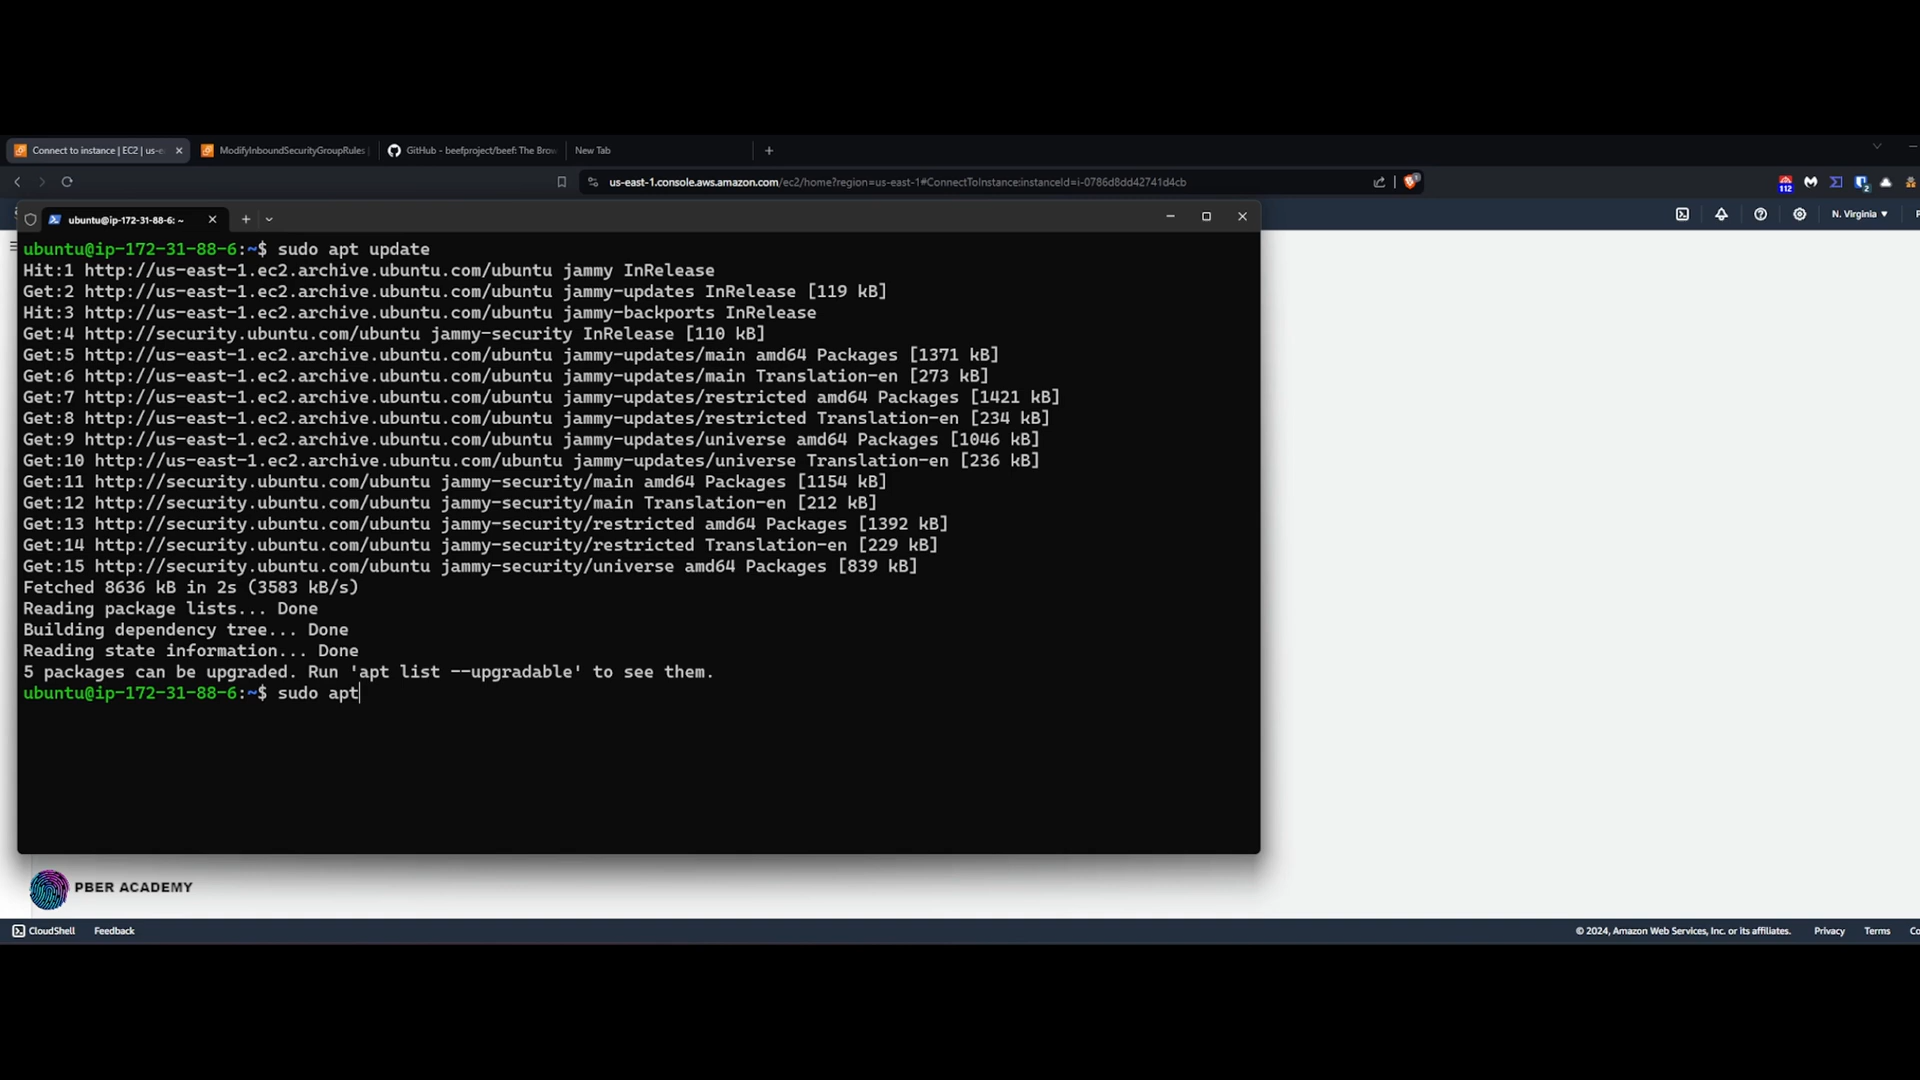 Connect to instance | EC2 | us-e
ModifyInboundSecurityGroupRules
GitHub - beefproject/beef: The Brow
New Tab
us-east-1.console.aws.amazon.com/ec2/home?region=us-east-1#ConnectToInstance:instanceId=i-0786d8dd42741d4cb
112
2
N. Virginia
ubuntu@ip-172-31-88-6: ~
ubuntu@ip-172-31-88-6:~$ sudo apt update
Hit:1 http://us-east-1.ec2.archive.ubuntu.com/ubuntu jammy InRelease
Get:2 http://us-east-1.ec2.archive.ubuntu.com/ubuntu jammy-updates InRelease [119 kB]
Hit:3 http://us-east-1.ec2.archive.ubuntu.com/ubuntu jammy-backports InRelease
Get:4 http://security.ubuntu.com/ubuntu jammy-security InRelease [110 kB]
Get:5 http://us-east-1.ec2.archive.ubuntu.com/ubuntu jammy-updates/main amd64 Packages [1371 kB]
Get:6 http://us-east-1.ec2.archive.ubuntu.com/ubuntu jammy-updates/main Translation-en [273 kB]
Get:7 http://us-east-1.ec2.archive.ubuntu.com/ubuntu jammy-updates/restricted amd64 Packages [1421 kB]
Get:8 http://us-east-1.ec2.archive.ubuntu.com/ubuntu jammy-updates/restricted Translation-en [234 kB]
Get:9 http://us-east-1.ec2.archive.ubuntu.com/ubuntu jammy-updates/universe amd64 Packages [1046 kB]
Get:10 http://us-east-1.ec2.archive.ubuntu.com/ubuntu jammy-updates/universe Translation-en [236 kB]
Get:11 http://security.ubuntu.com/ubuntu jammy-security/main amd64 Packages [1154 kB]
Get:12 http://security.ubuntu.com/ubuntu jammy-security/main Translation-en [212 kB]
Get:13 http://security.ubuntu.com/ubuntu jammy-security/restricted amd64 Packages [1392 kB]
Get:14 http://security.ubuntu.com/ubuntu jammy-security/restricted Translation-en [229 kB]
Get:15 http://security.ubuntu.com/ubuntu jammy-security/universe amd64 Packages [839 kB]
Fetched 8636 kB in 2s (3583 kB/s)
Reading package lists... Done
Building dependency tree... Done
Reading state information... Done
5 packages can be upgraded. Run 'apt list --upgradable' to see them.
ubuntu@ip-172-31-88-6:~$ sudo apt
PBER ACADEMY
CloudShell Feedback
© 2024, Amazon Web Services, Inc. or its affiliates. Privacy Terms Co